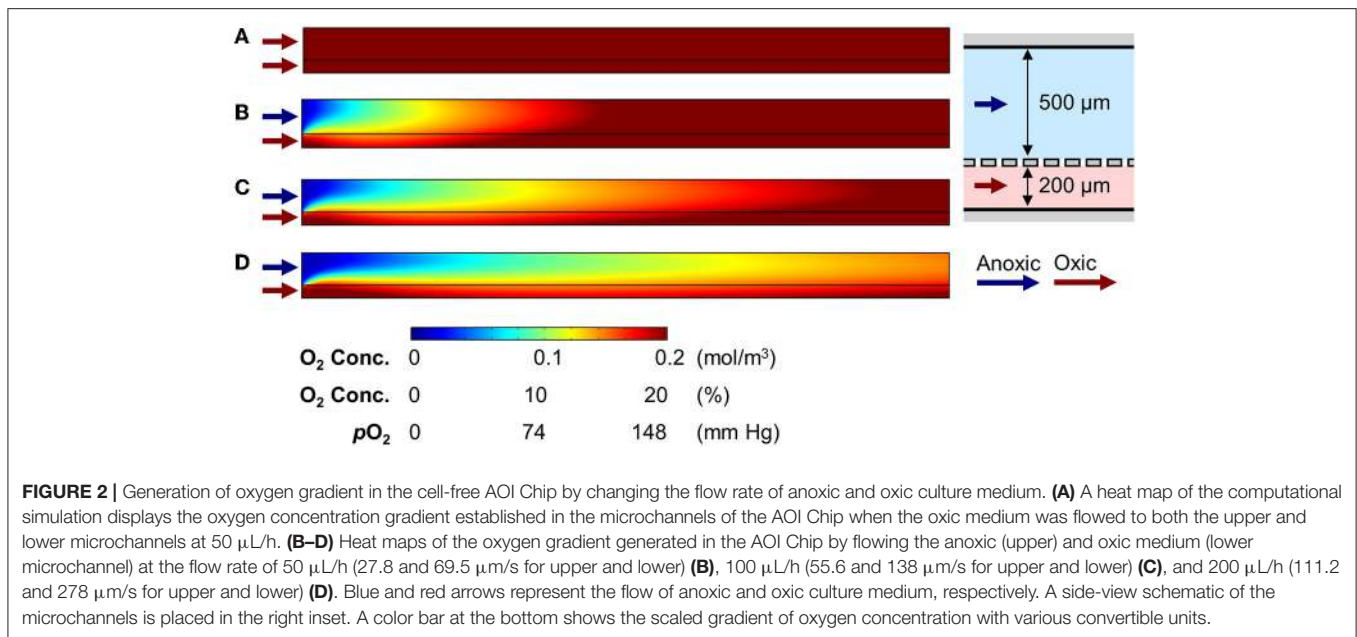 A
B
C
D
500 µm
200 µm
Anoxic Oxic
O₂ Conc. 0 0.1 0.2 (mol/m³)
O₂ Conc. 0 10 20 (%)
pO₂ 0 74 148 (mm Hg)
FIGURE 2 | Generation of oxygen gradient in the cell-free AOI Chip by changing the flow rate of anoxic and oxic culture medium. (A) A heat map of the computational
simulation displays the oxygen concentration gradient established in the microchannels of the AOI Chip when the oxic medium was flowed to both the upper and
lower microchannels at 50 µL/h. (B–D) Heat maps of the oxygen gradient generated in the AOI Chip by flowing the anoxic (upper) and oxic medium (lower
microchannel) at the flow rate of 50 µL/h (27.8 and 69.5 µm/s for upper and lower) (B), 100 µL/h (55.6 and 138 µm/s for upper and lower) (C), and 200 µL/h (111.2
and 278 µm/s for upper and lower) (D). Blue and red arrows represent the flow of anoxic and oxic culture medium, respectively. A side-view schematic of the
microchannels is placed in the right inset. A color bar at the bottom shows the scaled gradient of oxygen concentration with various convertible units.